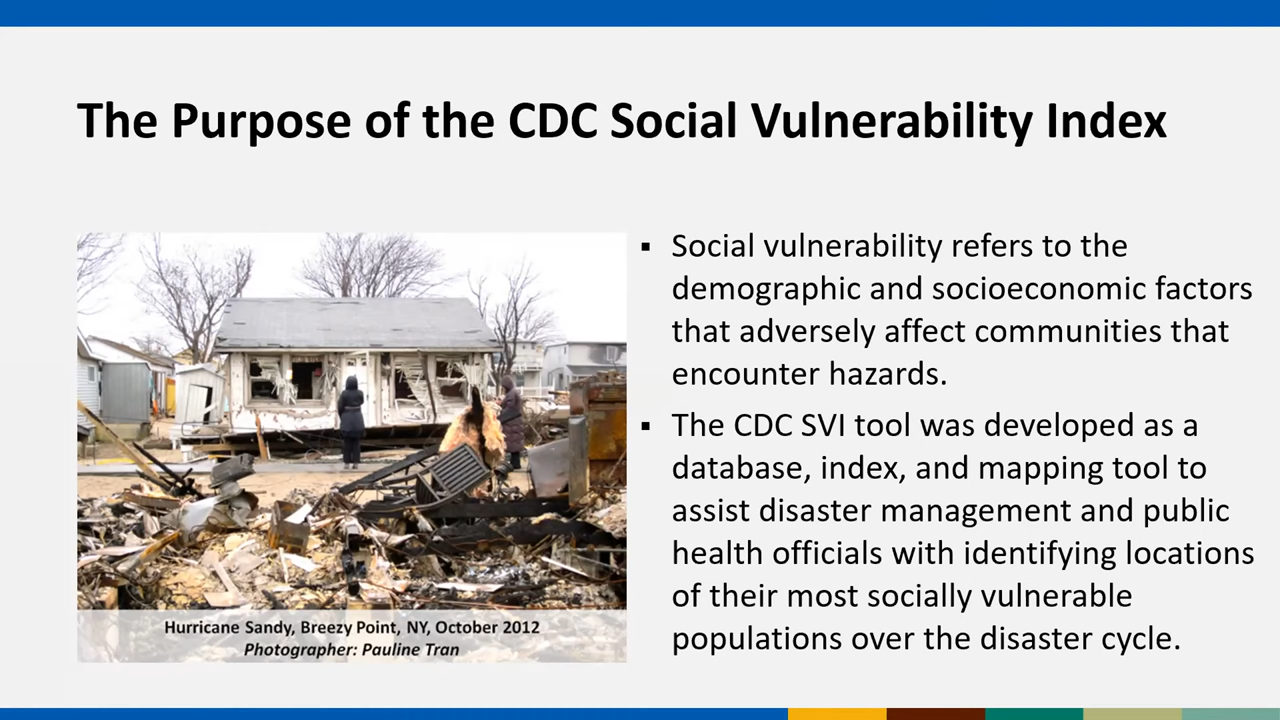 The Purpose of the CDC Social Vulnerability Index
▪ Social vulnerability refers to the
demographic and socioeconomic factors
that adversely affect communities that
encounter hazards.
▪ The CDC SVI tool was developed as a
database, index, and mapping tool to
assist disaster management and public
health officials with identifying locations
of their most socially vulnerable
populations over the disaster cycle.
Hurricane Sandy, Breezy Point, NY, October 2012
Photographer: Pauline Tran